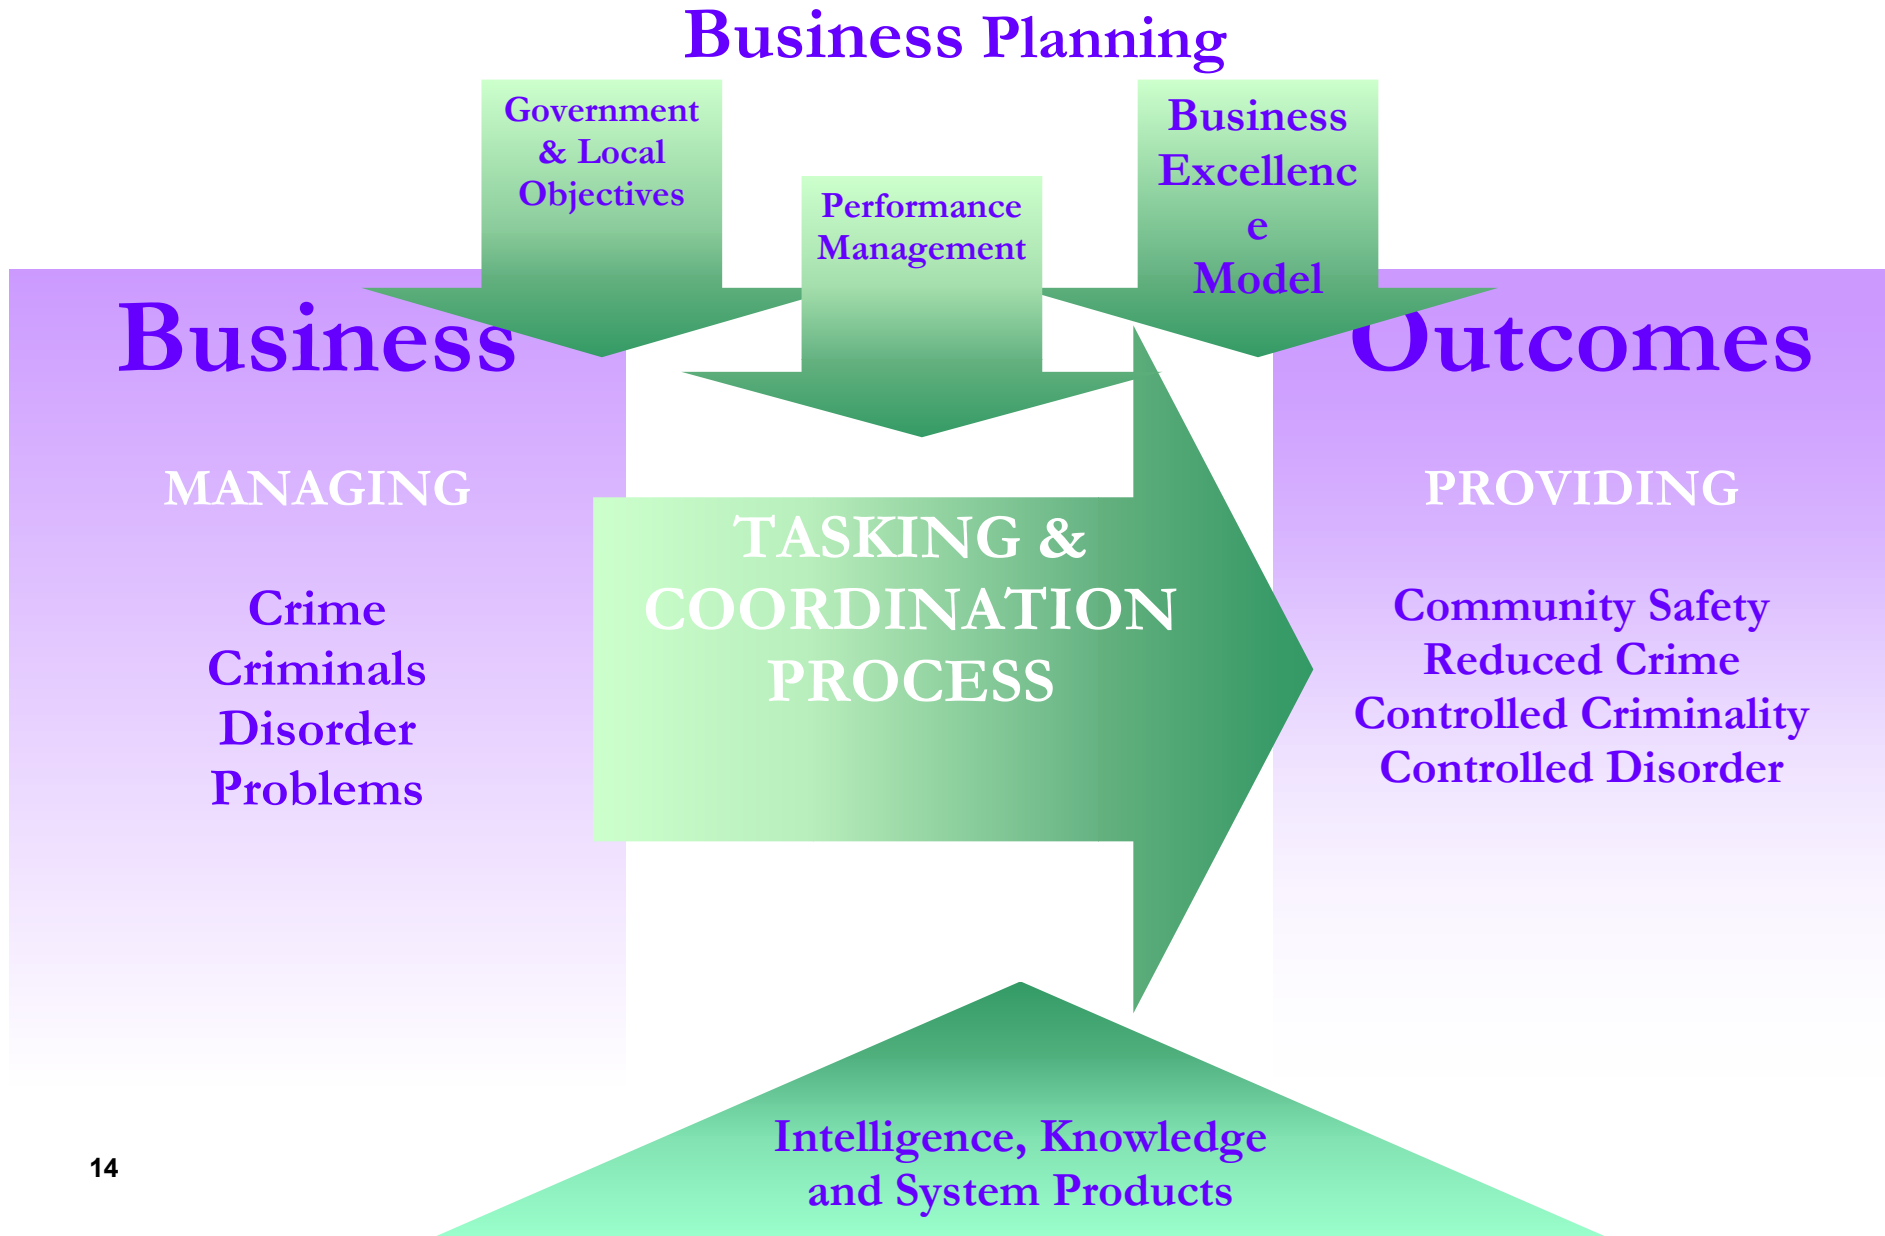 Business Planning
Government
& Local
Objectives
Performance
Management
Business
Excellenc
e
Model
Business
MANAGING
Crime
Criminals
Disorder
Problems
TASKING &
COORDINATION
PROCESS
Outcomes
PROVIDING
Community Safety
Reduced Crime
Controlled Criminality
Controlled Disorder
Intelligence, Knowledge
and System Products
14